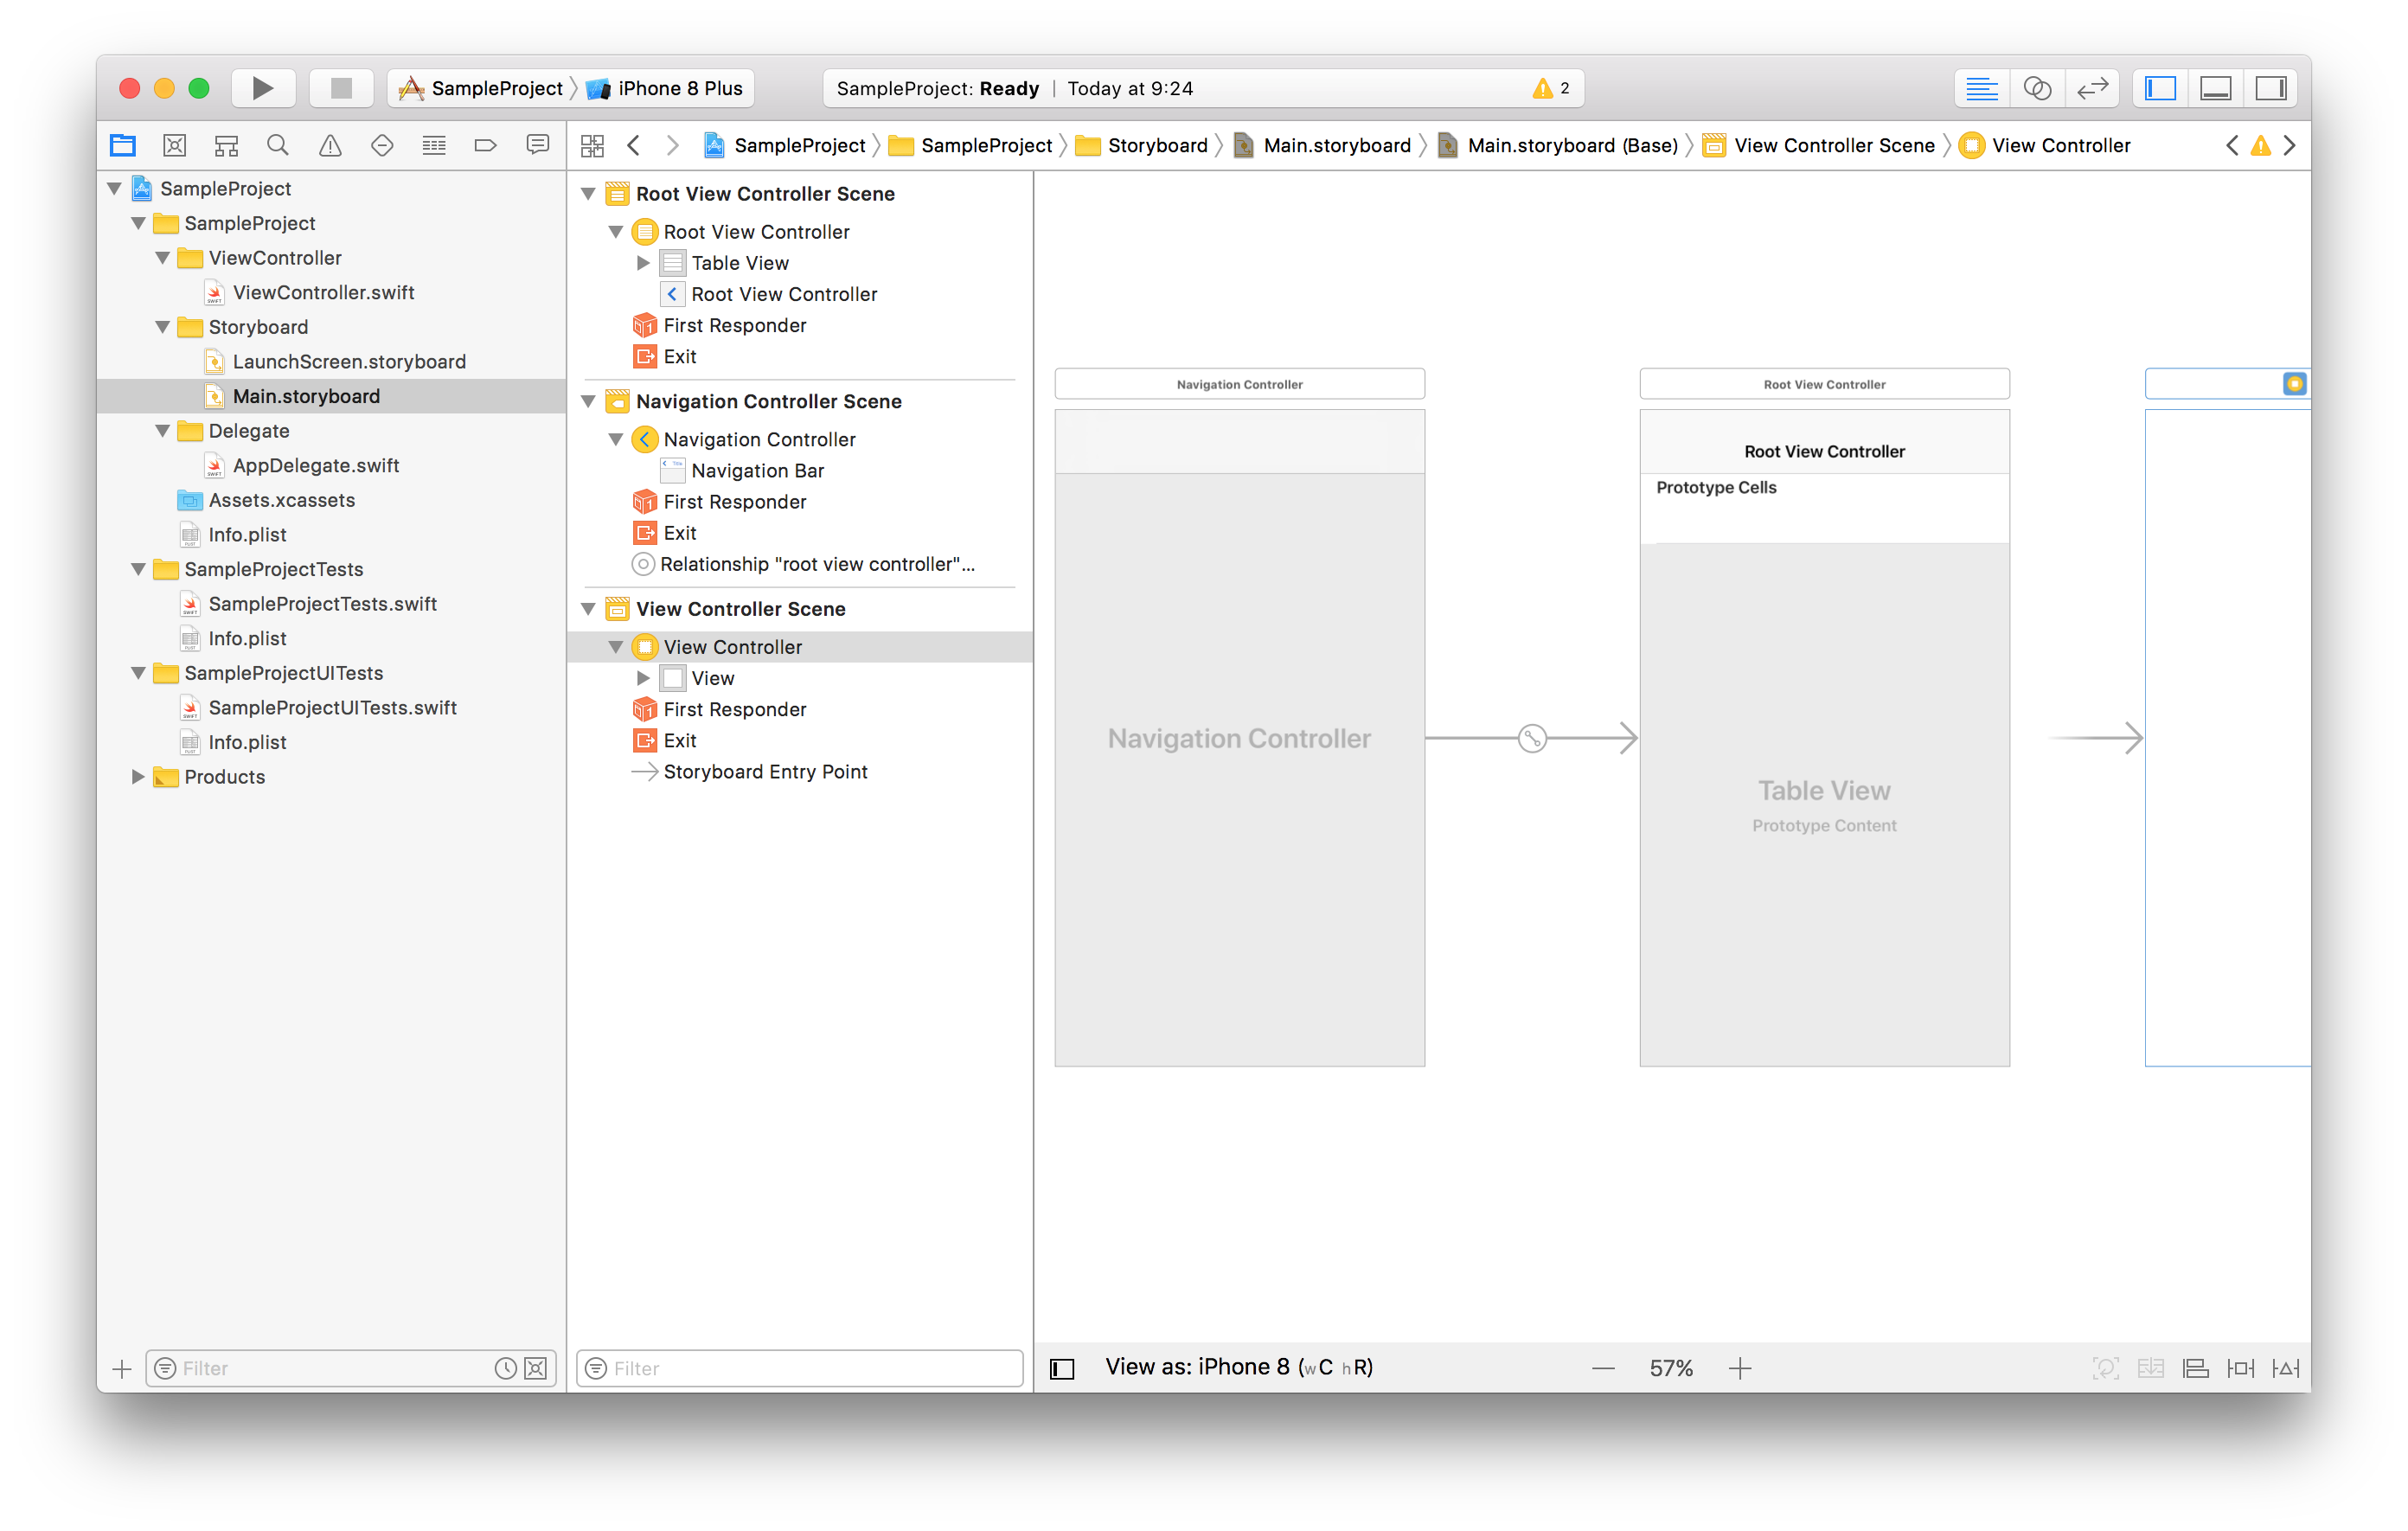 SampleProject iPhone 8 Plus
SampleProject: Ready | Today at 9:24
2
SampleProject SampleProject Storyboard Main.storyboard Main.storyboard (Base) View Controller Scene View Controller
SampleProject
SampleProject
ViewController
ViewController.swift
Storyboard
LaunchScreen.storyboard
Main.storyboard
Delegate
AppDelegate.swift
Assets.xcassets
Info.plist
SampleProjectTests
SampleProjectTests.swift
Info.plist
SampleProjectUITests
SampleProjectUITests.swift
Info.plist
Products
Filter
Root View Controller Scene
Root View Controller
Table View
Root View Controller
First Responder
Exit
Navigation Controller Scene
Navigation Controller
Navigation Bar
First Responder
Exit
Relationship "root view controller"...
View Controller Scene
View Controller
View
First Responder
Exit
Storyboard Entry Point
Filter
Navigation Controller
Navigation Controller
Root View Controller
Root View Controller
Prototype Cells
Table View
Prototype Content
View as: iPhone 8 (wC hR)
57%